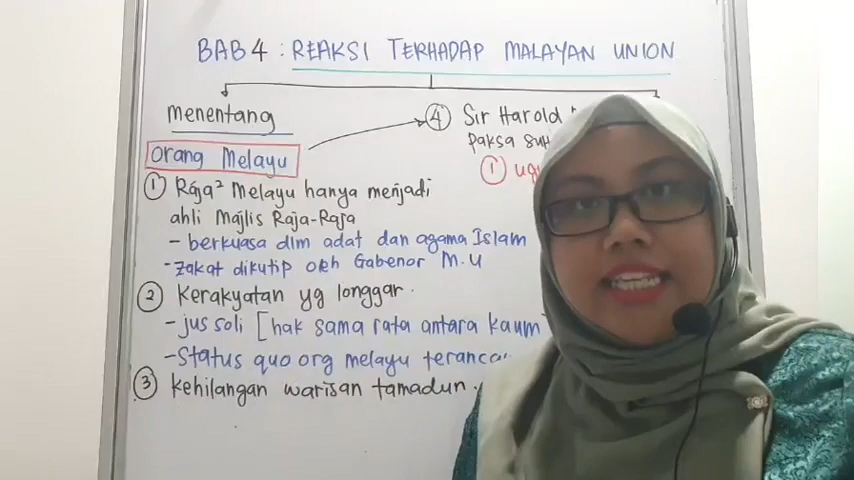 BAB 4 : REAKSI TERHADAP MALAYAN UNION
menentang
Orang Melayu
① Raja² Melayu hanya menjadi
ahli Majlis Raja-Raja
- berkuasa dlm adat dan agama Islam
- zakat dikutip oleh Gabenor M.U
② Kerakyatan yg longgar.
- jus soli [hak sama rata antara kaum
- Status quo org melayu
③ Kehilangan warisan tamadun.
④ Sir Harold
paksa
①